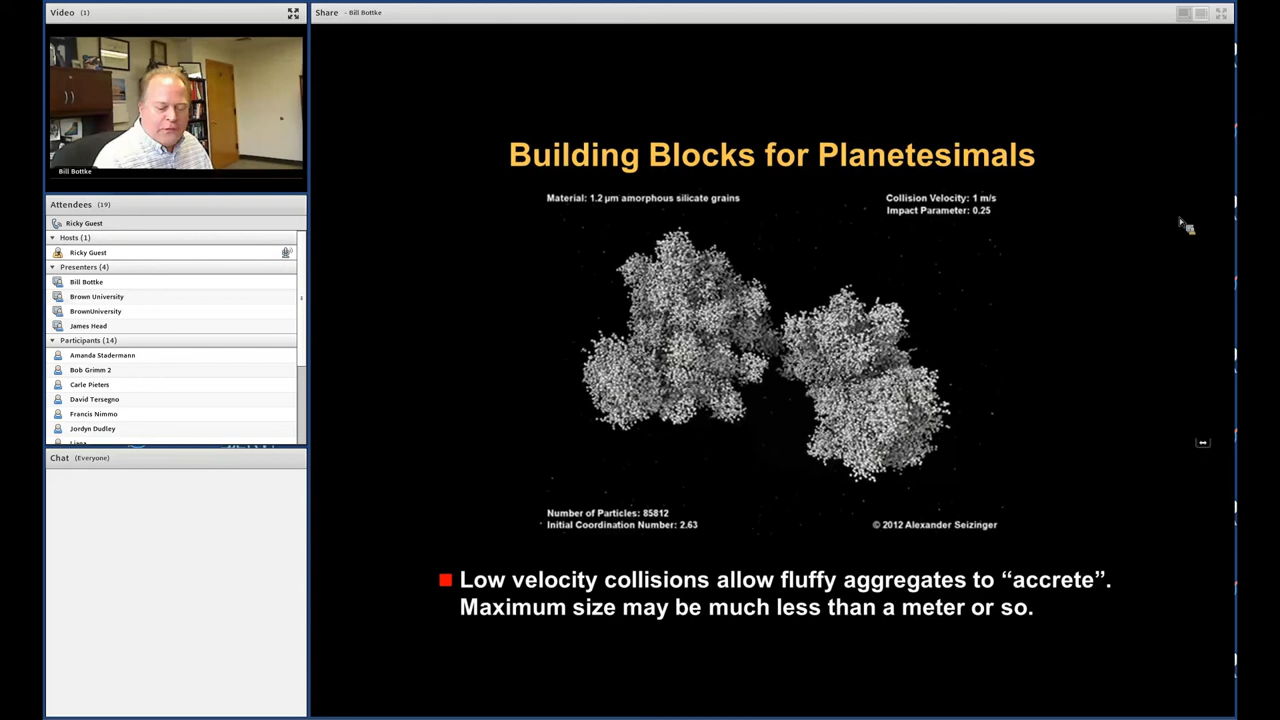 Video (1)
Bill Bottke
Attendees (19)
Ricky Guest
Hosts (1)
Ricky Guest
Presenters (4)
Bill Bottke
Brown University
BrownUniversity
James Head
Participants (14)
Amanda Stadermann
Bob Grimm 2
Carle Pieters
David Tersegno
Francis Nimmo
Jordyn Dudley
Chat (Everyone)
Share - Bill Bottke
Building Blocks for Planetesimals
Material: 1.2 µm amorphous silicate grains
Collision Velocity: 1 m/s
Impact Parameter: 0.25
Number of Particles: 85812
Initial Coordination Number: 2.63
© 2012 Alexander Seizinger
Low velocity collisions allow fluffy aggregates to “accrete”.
Maximum size may be much less than a meter or so.